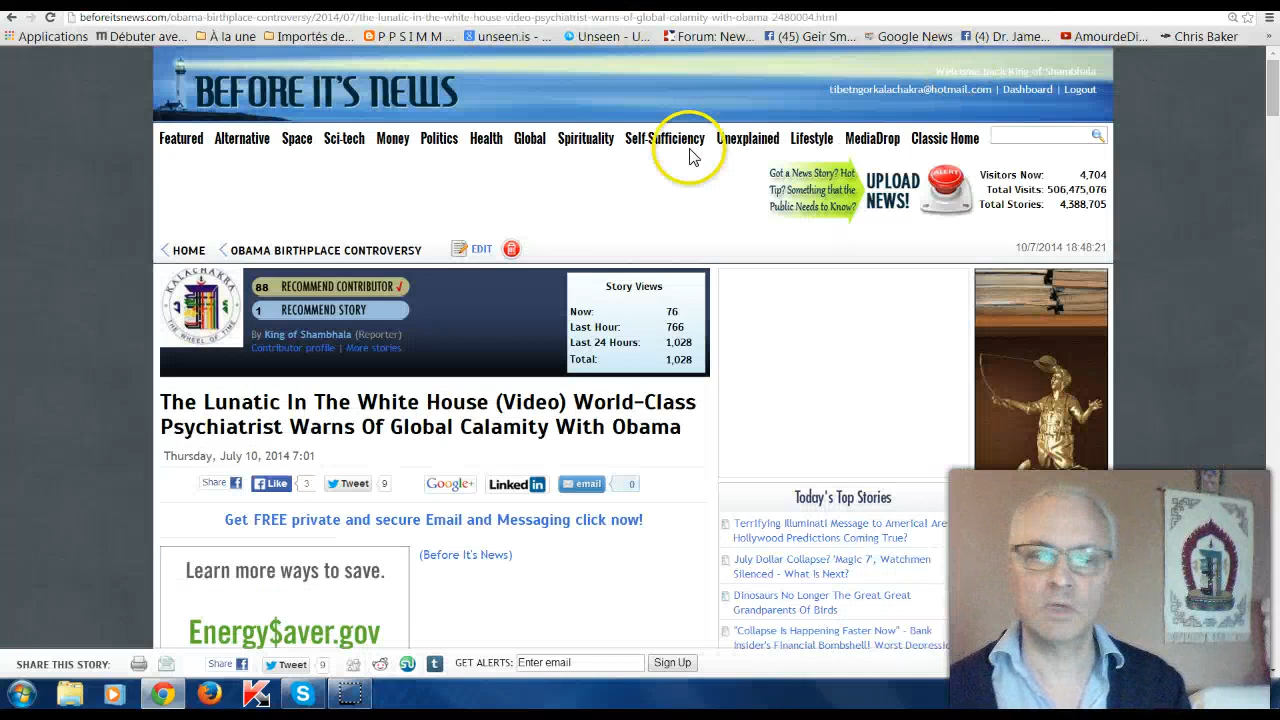 beforeitsnews.com/obama-birthplace-controversy/2014/07/the-lunatic-in-the-white-house-video-psychiatrist-warns-of-global-calamity-with-obama-2480004.html
Applications Débuter ave... À la une Importés de... P P S I M M ... unseen.is - ... Unseen - U... Forum: New... (45) Geir Sm... Google News (4) Dr. Jame... AmourdeDi... Chris Baker »
BEFORE IT'S NEWS
Welcome back King of Shambhala
tibetngorkalachakra@hotmail.com | Dashboard | Logout
Featured Alternative Space Sci-tech Money Politics Health Global Spirituality Self-Sufficiency Unexplained Lifestyle MediaDrop Classic Home
Got a News Story? Hot
Tip? Something that the
Public Needs to Know?
UPLOAD
NEWS!
ALERT
Visitors Now: 4,704
Total Visits: 506,475,076
Total Stories: 4,388,705
HOME OBAMA BIRTHPLACE CONTROVERSY EDIT
10/7/2014 18:48:21
KALACHAKRA
THE WHEEL OF TIME
88 RECOMMEND CONTRIBUTOR
1 RECOMMEND STORY
By King of Shambhala (Reporter)
Contributor profile | More stories
Story Views
Now: 76
Last Hour: 766
Last 24 Hours: 1,028
Total: 1,028
The Lunatic In The White House (Video) World-Class
Psychiatrist Warns Of Global Calamity With Obama
Thursday, July 10, 2014 7:01
Share Like 3 Tweet 9 Google+ LinkedIn email 0
Get FREE private and secure Email and Messaging click now!
(Before It's News)
Learn more ways to save.
Energy$aver.gov
Today's Top Stories
Terrifying Illuminati Message to America! Are
Hollywood Predictions Coming True?
July Dollar Collapse? 'Magic 7', Watchmen
Silenced - What Is Next?
Dinosaurs No Longer The Great Great
Grandparents Of Birds
"Collapse Is Happening Faster Now" - Bank
Insider's Financial Bombshell! Worst Depressio
SHARE THIS STORY: Share Tweet 9 GET ALERTS: Enter email Sign Up